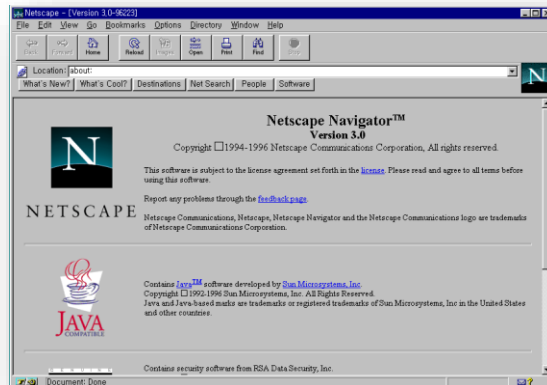 Netscape - [Version 3.0-96223]
File Edit View Go Bookmarks Options Directory Window Help
Back Forward Home Reload Images Open Print Find Stop
Location: about:
What's New? What's Cool? Destinations Net Search People Software
N
Netscape Navigator™
Version 3.0
Copyright □1994-1996 Netscape Communications Corporation, All rights reserved.
This software is subject to the license agreement set forth in the license. Please read and agree to all terms before
using this software.
Report any problems through the feedback page.
Netscape Communications, Netscape, Netscape Navigator and the Netscape Communications logo are trademarks
of Netscape Communications Corporation.
N
NETSCAPE
Contains Java™ software developed by Sun Microsystems, Inc.
Copyright □1992-1996 Sun Microsystems, Inc. All Rights Reserved.
Java and Java-based marks are trademarks or registered trademarks of Sun Microsystems, Inc in the United States
and other countries.
JAVA
COMPATIBLE
Contains security software from RSA Data Security, Inc.
Document: Done